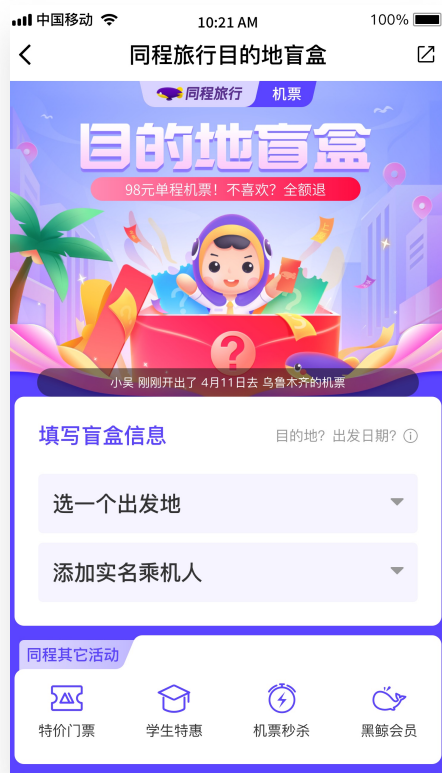 中国移动
10:21 AM
100%
同程旅行目的地盲盒
同程旅行 机票
目的地盲盒
98元单程机票！不喜欢？全额退
?
小吴 刚刚开出了 4月11日去 乌鲁木齐的机票
填写盲盒信息
目的地？出发日期？
选一个出发地
添加实名乘机人
同程其它活动
特价门票
学生特惠
机票秒杀
黑鲸会员